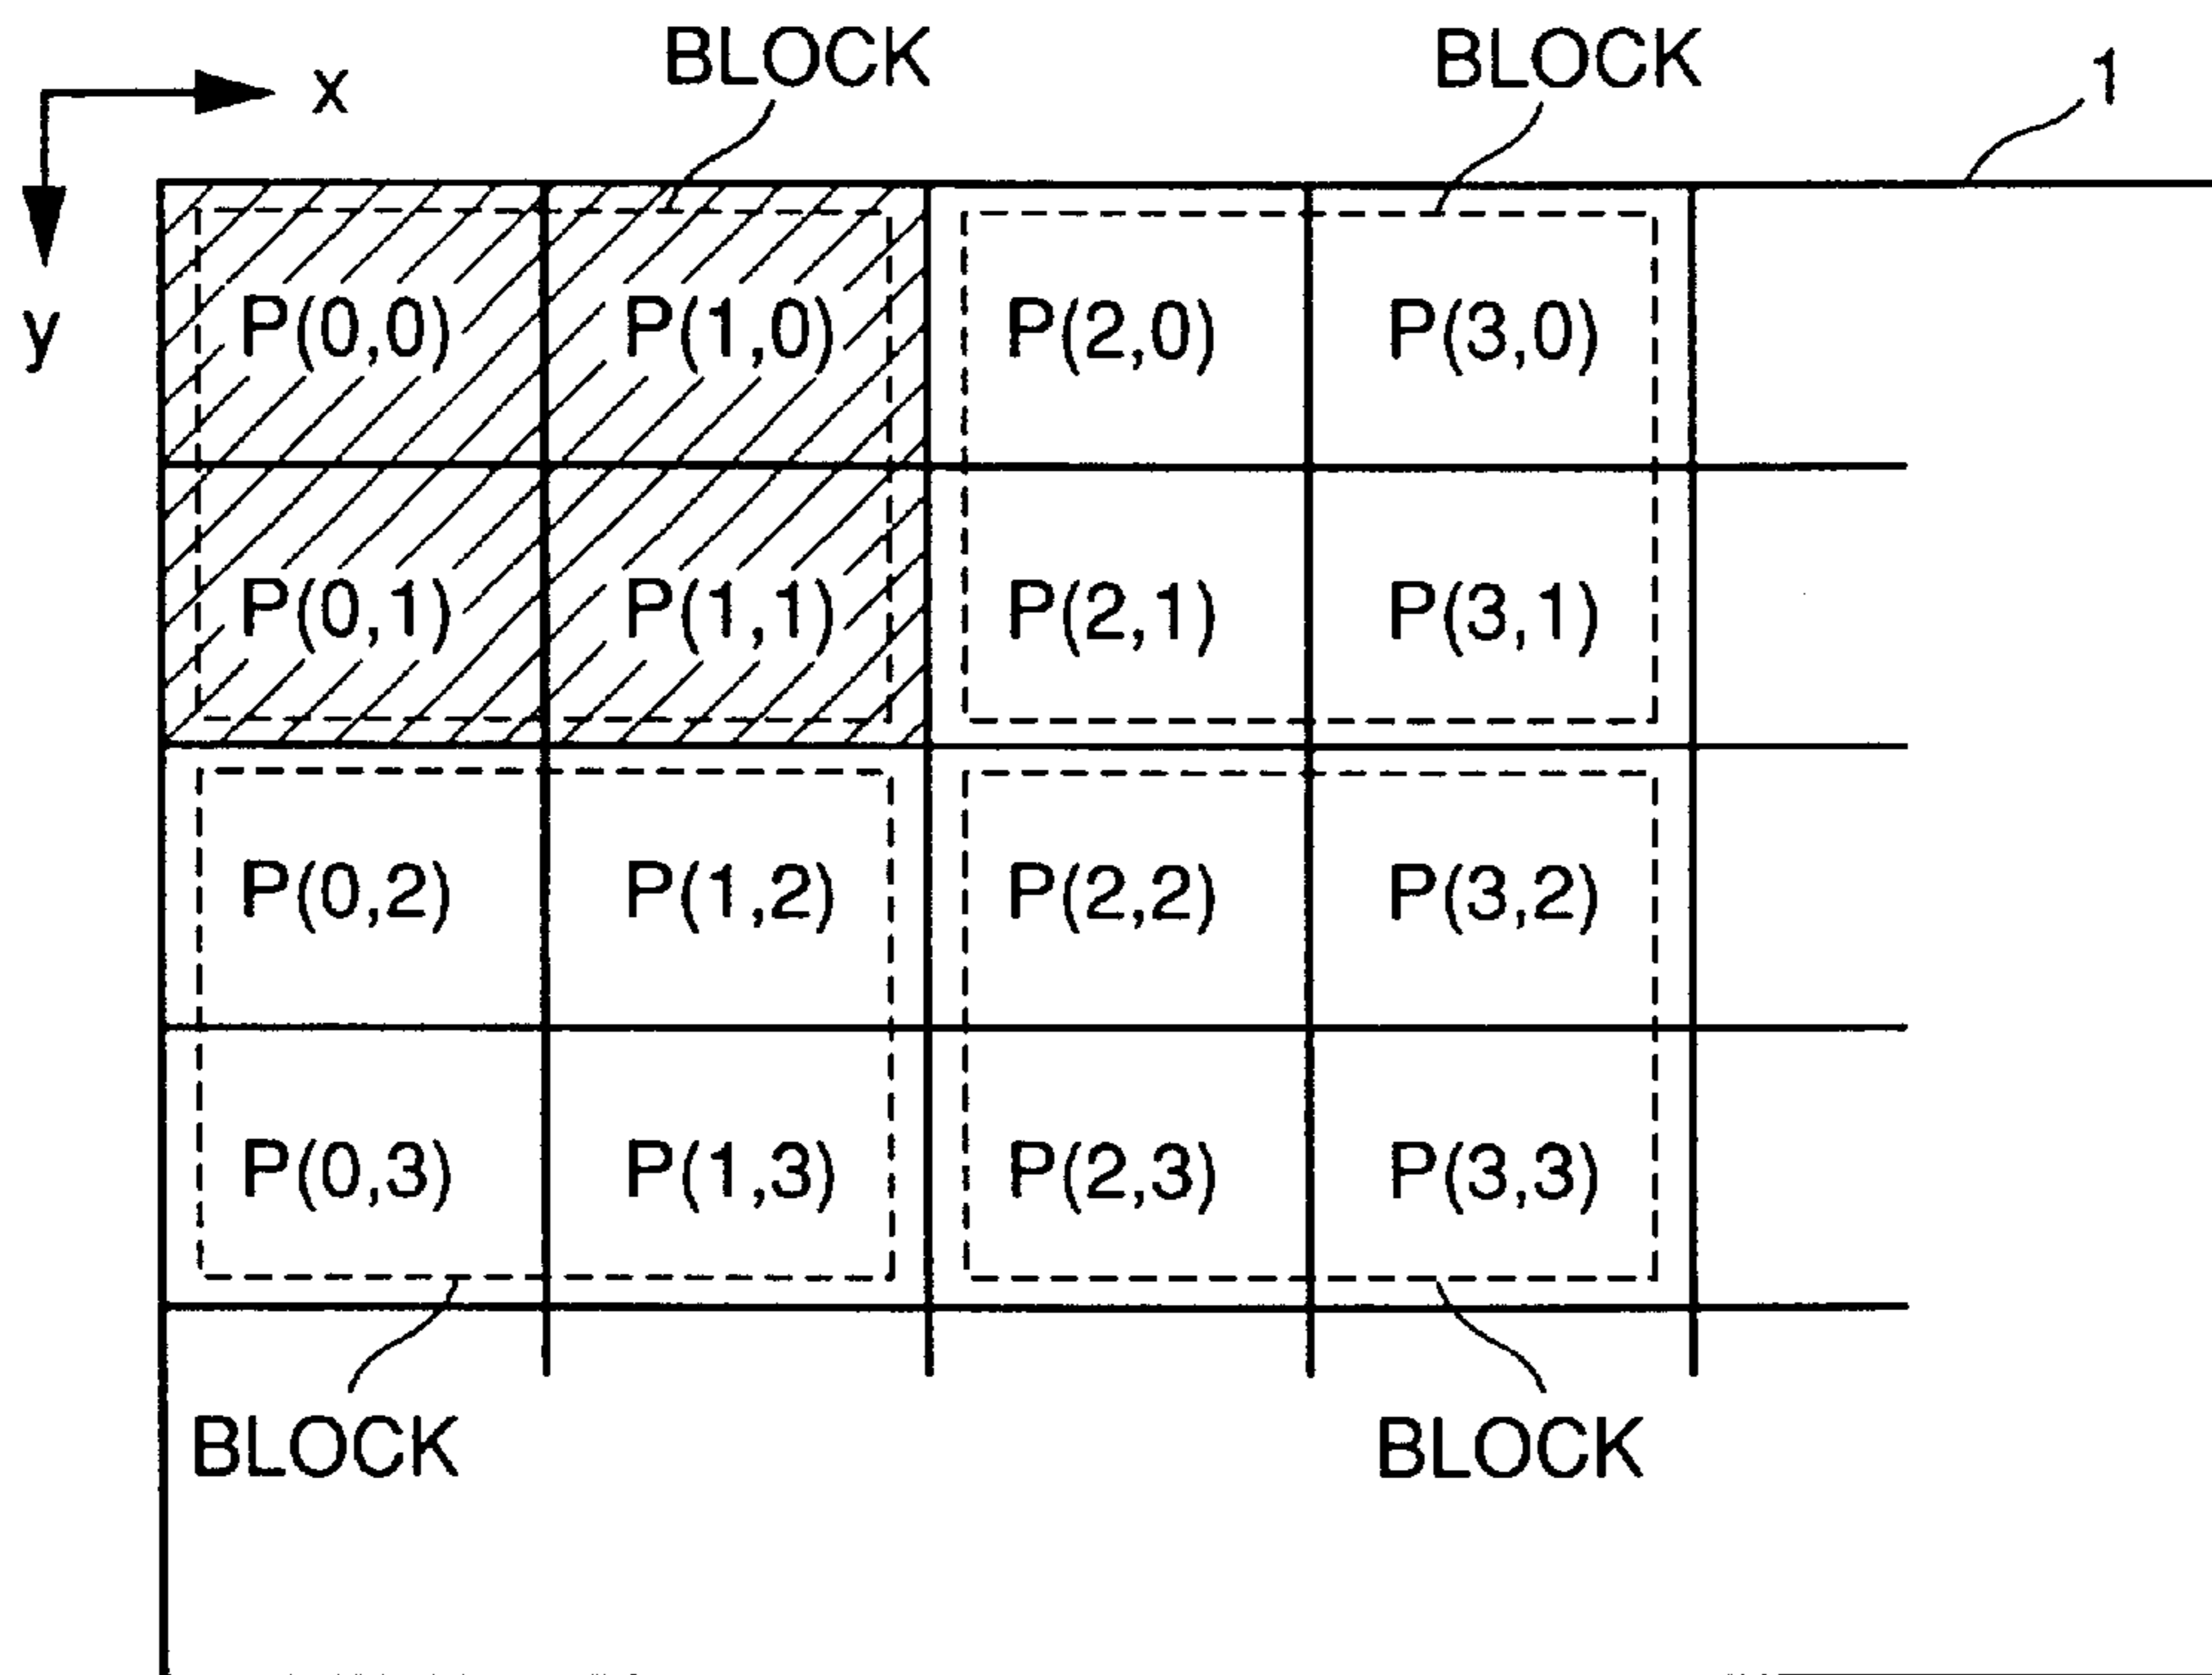 BLOCK BLOCK 1
x
y
P(0,0) P(1,0) P(2,0) P(3,0)
P(0,1) P(1,1) P(2,1) P(3,1)
P(0,2) P(1,2) P(2,2) P(3,2)
P(0,3) P(1,3) P(2,3) P(3,3)
BLOCK BLOCK